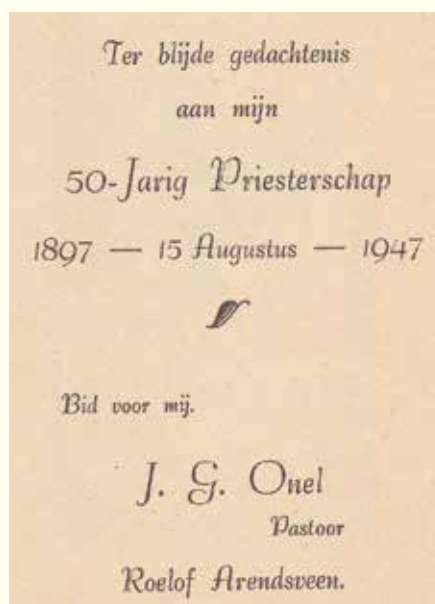 Ter blijde gedachtenis
aan mijn
50-Jarig Priesterschap
1897 — 15 Augustus — 1947
Bid voor mij.
J. G. Onel
Pastoor
Roelof Arendsveen.